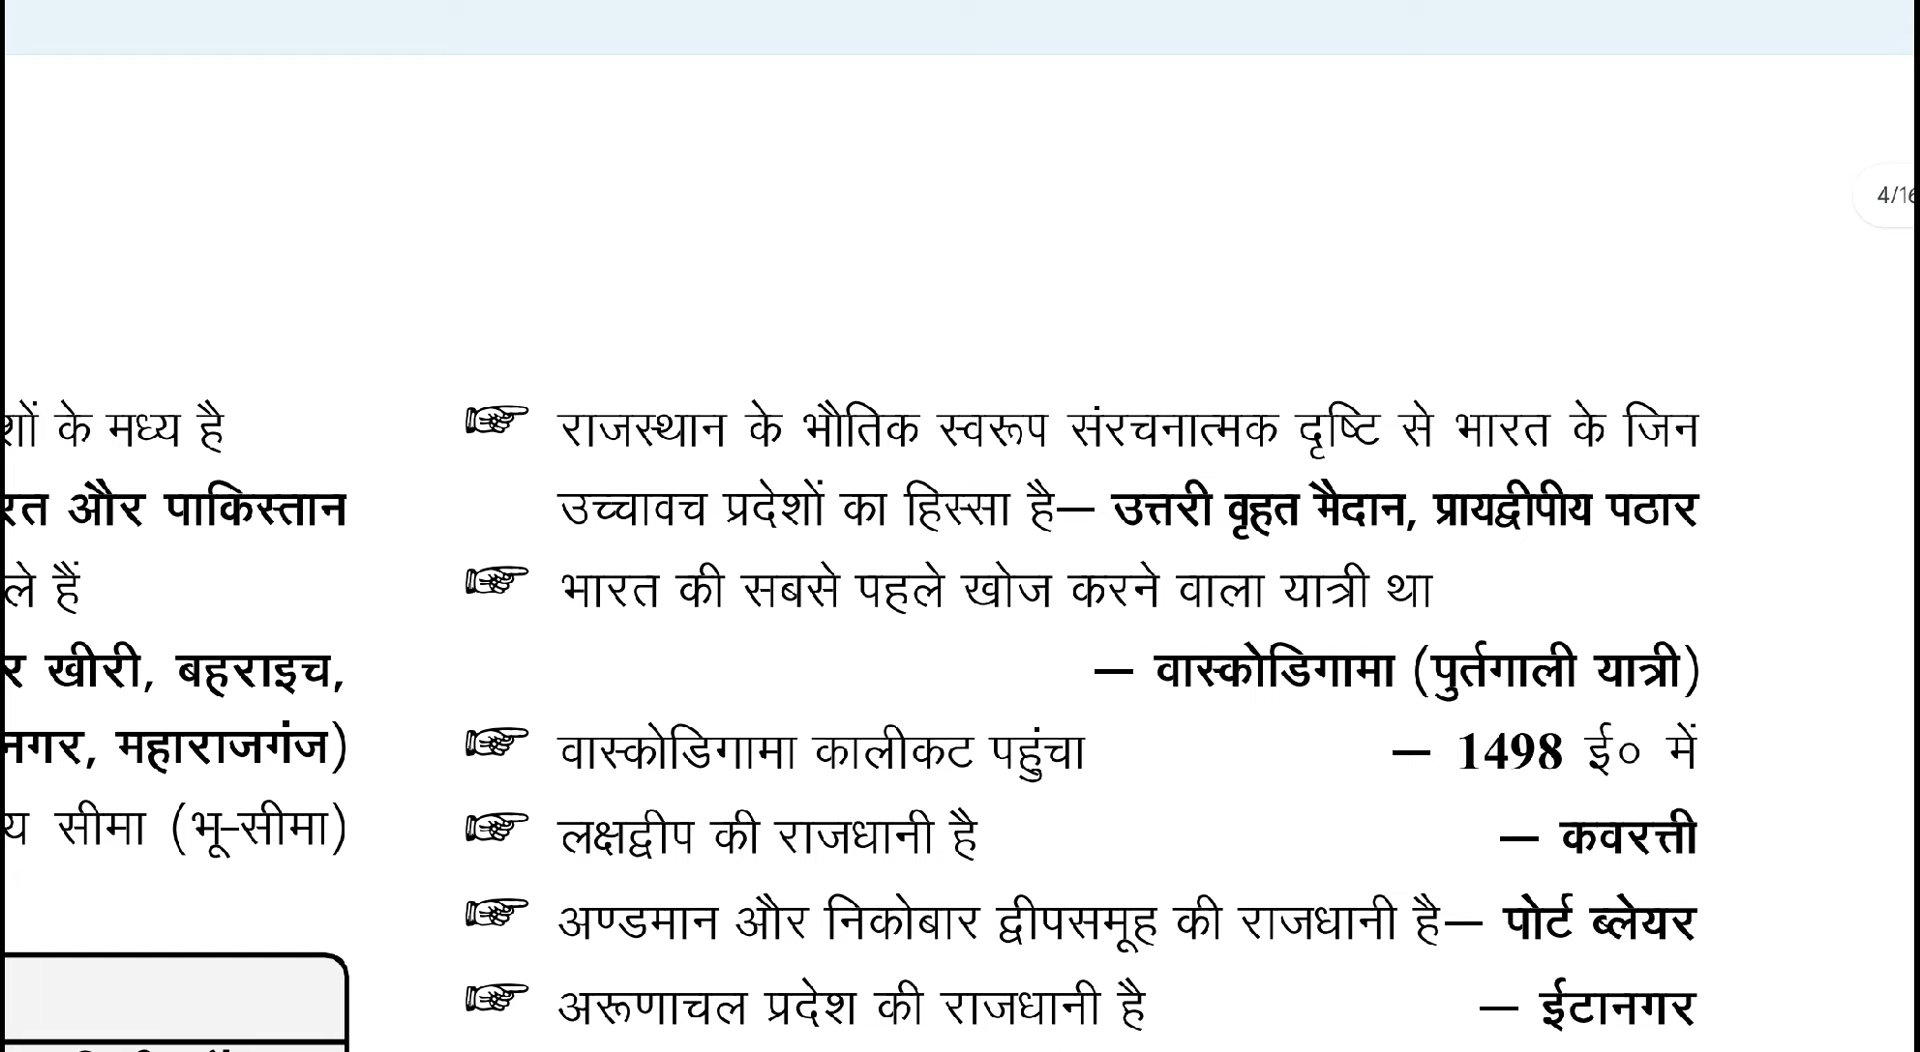 4/16
के मध्य है
और पाकिस्तान
हैं
खीरी, बहराइच,
महाराजगंज)
सीमा (भू-सीमा)
☞ राजस्थान के भौतिक स्वरूप संरचनात्मक दृष्टि से भारत के जिन
उच्चावच प्रदेशों का हिस्सा है— उत्तरी वृहत मैदान, प्रायद्वीपीय पठार
☞ भारत की सबसे पहले खोज करने वाला यात्री था
— वास्कोडिगामा (पुर्तगाली यात्री)
☞ वास्कोडिगामा कालीकट पहुंचा — 1498 ई० में
☞ लक्षद्वीप की राजधानी है — कवरत्ती
☞ अण्डमान और निकोबार द्वीपसमूह की राजधानी है— पोर्ट ब्लेयर
☞ अरूणाचल प्रदेश की राजधानी है — ईटानगर